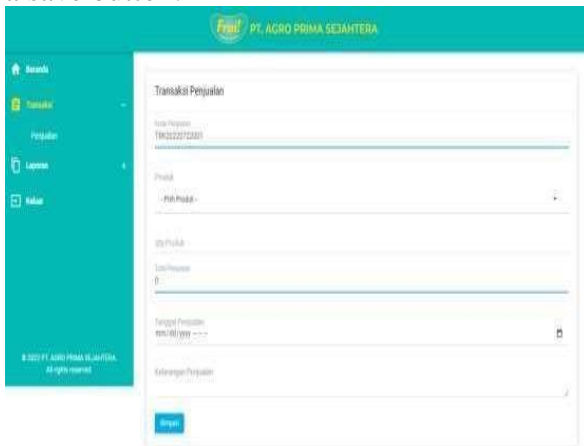 Fruit PT. AGRO PRIMA SEJAHTERA
Beranda
Transaksi
Penjualan
Laporan
Keluar
© 2022 PT. AGRO PRIMA SEJAHTERA.
All rights reserved
Transaksi Penjualan
Kode Penjualan
Produk
- Pilih Produk -
Qty Produk
Total Penjualan
0
Tanggal Penjualan
mm/dd/yyyy --:-- --
Keterangan Penjualan
Simpan